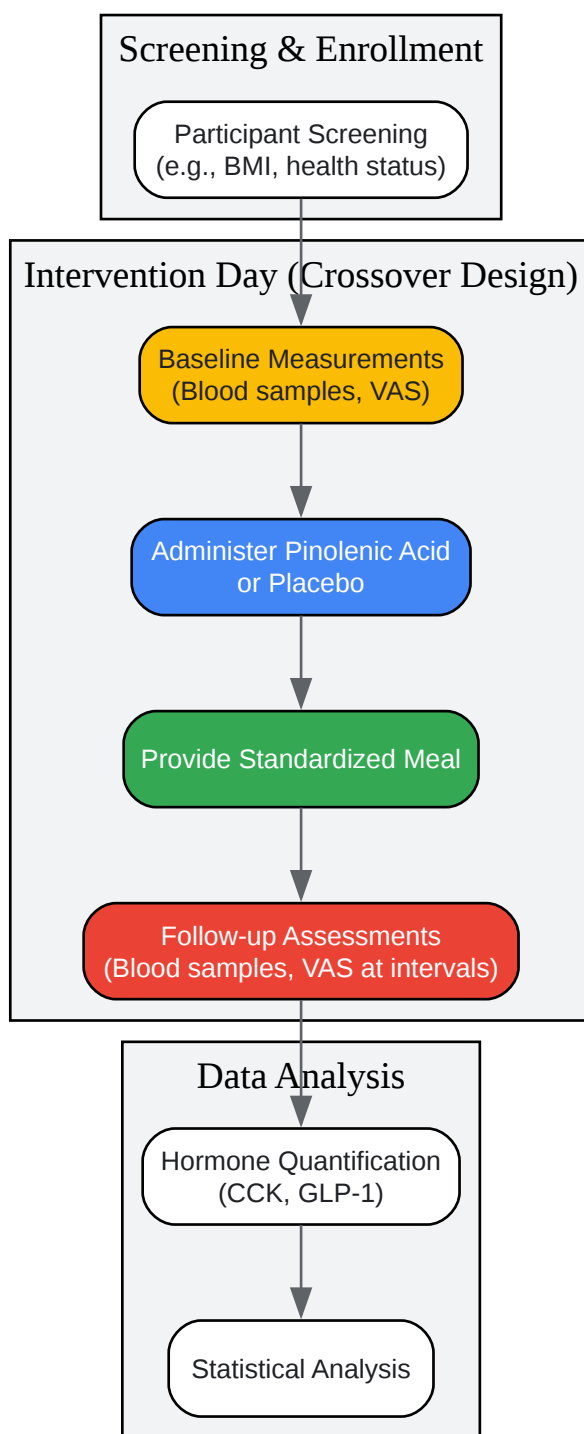 Screening & Enrollment
Participant Screening
(e.g., BMI, health status)
Intervention Day (Crossover Design)
Baseline Measurements
(Blood samples, VAS)
Administer Pinolenic Acid
or Placebo
Provide Standardized Meal
Follow-up Assessments
(Blood samples, VAS at intervals)
Data Analysis
Hormone Quantification
(CCK, GLP-1)
Statistical Analysis